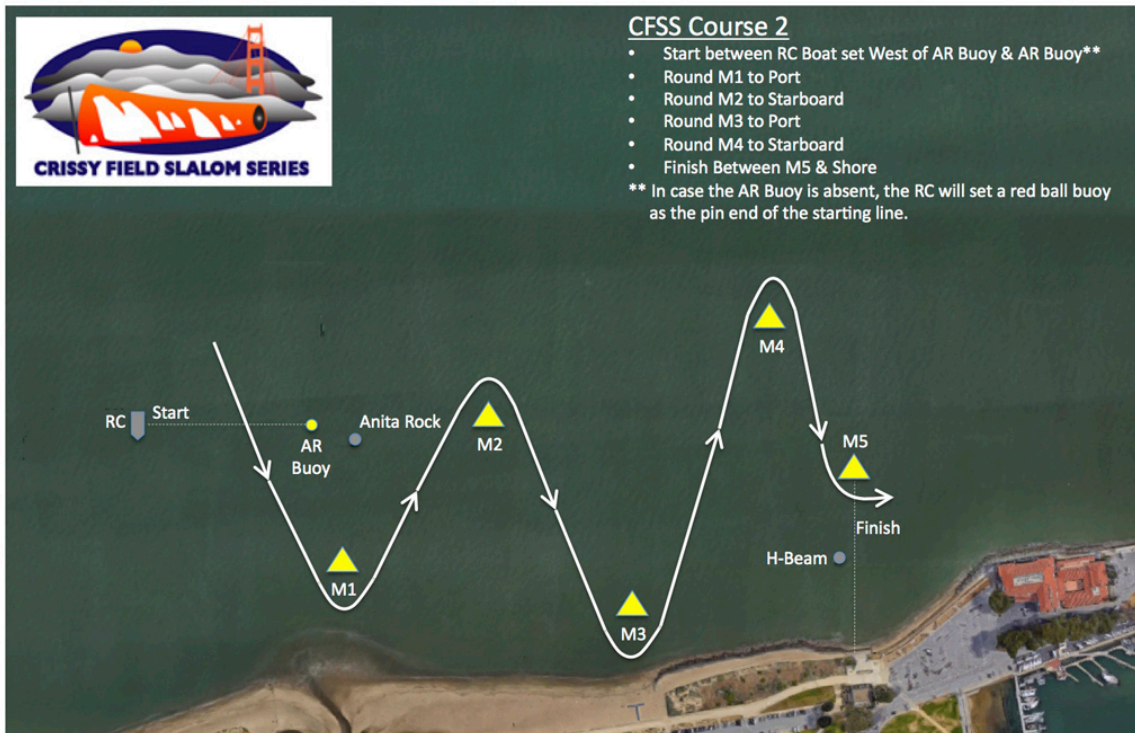 CRISSY FIELD SLALOM SERIES
CFSS Course 2
• Start between RC Boat set West of AR Buoy & AR Buoy**
• Round M1 to Port
• Round M2 to Starboard
• Round M3 to Port
• Round M4 to Starboard
• Finish Between M5 & Shore
** In case the AR Buoy is absent, the RC will set a red ball buoy
as the pin end of the starting line.
M4
RC
Start
Anita Rock
AR
Buoy
M2
M5
Finish
H-Beam
M1
M3